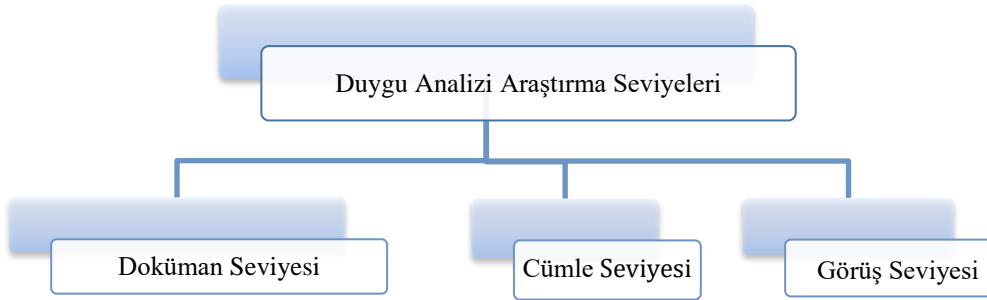 Duygu Analizi Araştırma Seviyeleri
Doküman Seviyesi
Cümle Seviyesi
Görüş Seviyesi